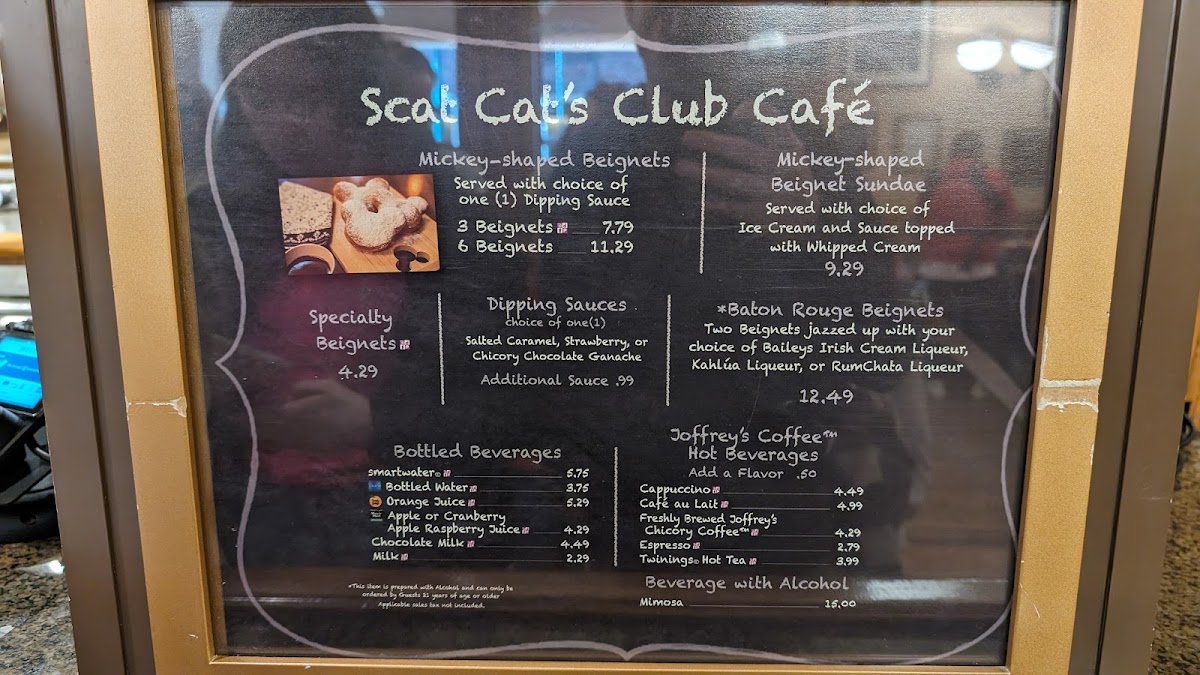 Scat Cat's Club Café
Mickey-shaped Beignets
Served with choice of
one (1) Dipping Sauce
3 Beignets 7.79
6 Beignets 11.29
Mickey-shaped
Beignet Sundae
Served with choice of
Ice Cream and Sauce topped
with Whipped Cream
9.29
Specialty
Beignets
4.29
Dipping Sauces
choice of one(1)
Salted Caramel, Strawberry, or
Chicory Chocolate Ganache
Additional Sauce .99
*Baton Rouge Beignets
Two Beignets jazzed up with your
choice of Baileys Irish Cream Liqueur,
Kahlúa Liqueur, or RumChata Liqueur
12.49
Bottled Beverages
smartwater® 5.75
Bottled Water 3.75
Orange Juice 5.29
Apple or Cranberry
Apple Raspberry Juice 4.29
Chocolate Milk 4.49
Milk 2.29
Joffrey's Coffee™
Hot Beverages
Add a Flavor .50
Cappuccino 4.49
Café au Lait 4.99
Freshly Brewed Joffrey's
Chicory Coffee™ 4.29
Espresso 2.79
Twinings® Hot Tea 3.99
Beverage with Alcohol
Mimosa 15.00
*This item is prepared with Alcohol and can only be
ordered by Guests 21 years of age or older
Applicable sales tax not included.